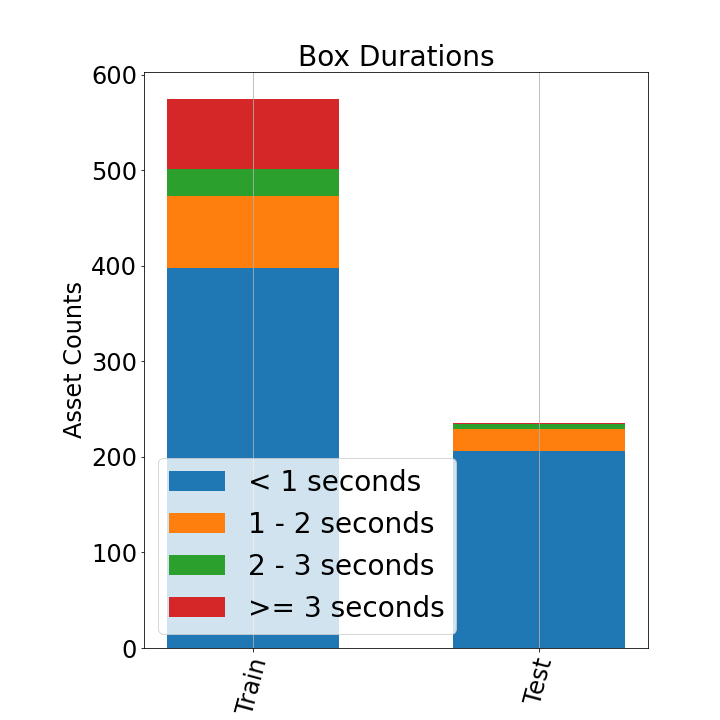 Box Durations
600
500
400
300
200
100
0
Asset Counts
< 1 seconds
1 - 2 seconds
2 - 3 seconds
>= 3 seconds
Train
Test